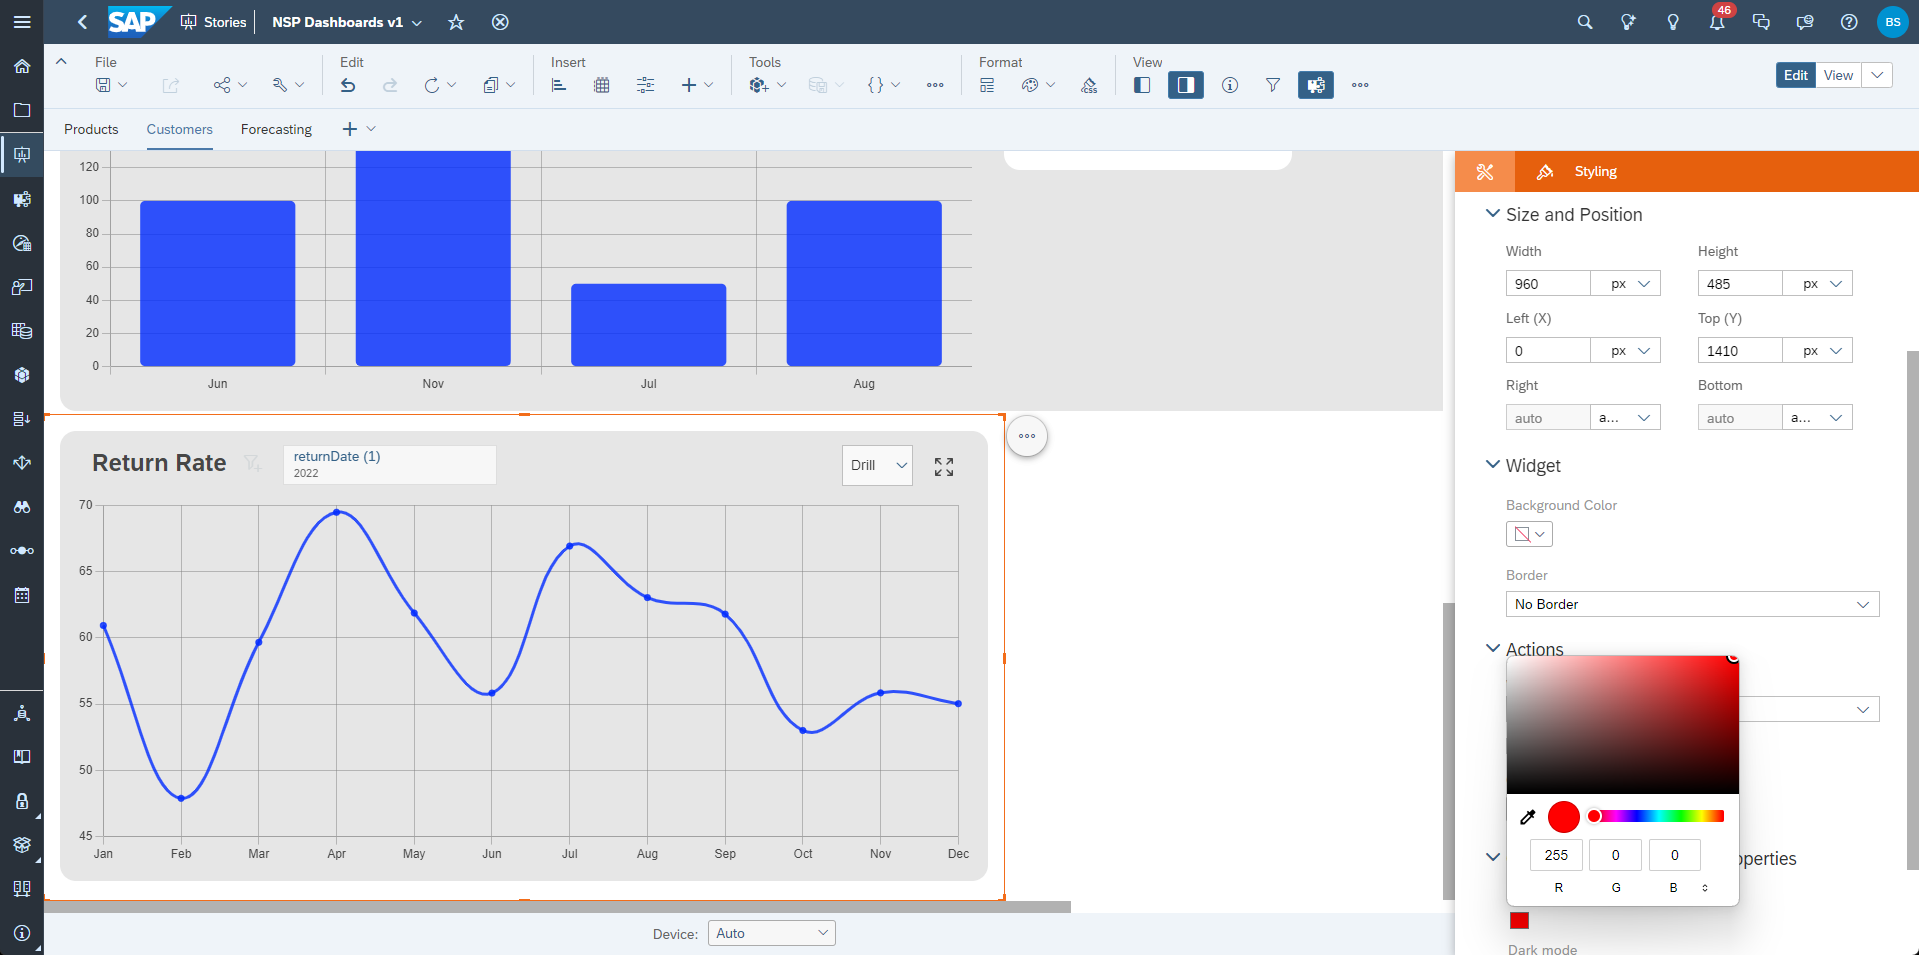 SAP Stories NSP Dashboards v1 46 BS
File Edit Insert Tools Format View
css
Edit View
Products Customers Forecasting
120
100
80
60
40
20
0
Jun Nov Jul Aug
Return Rate
returnDate (1)
2022
Drill
70
65
60
55
50
45
Jan Feb Mar Apr May Jun Jul Aug Sep Oct Nov Dec
Device: Auto
Styling
Size and Position
Width Height
960 px 485 px
Left (X) Top (Y)
0 px 1410 px
Right Bottom
auto a... auto a...
Widget
Background Color
Border
No Border
Actions
255 0 0
R G B
operties
Dark mode